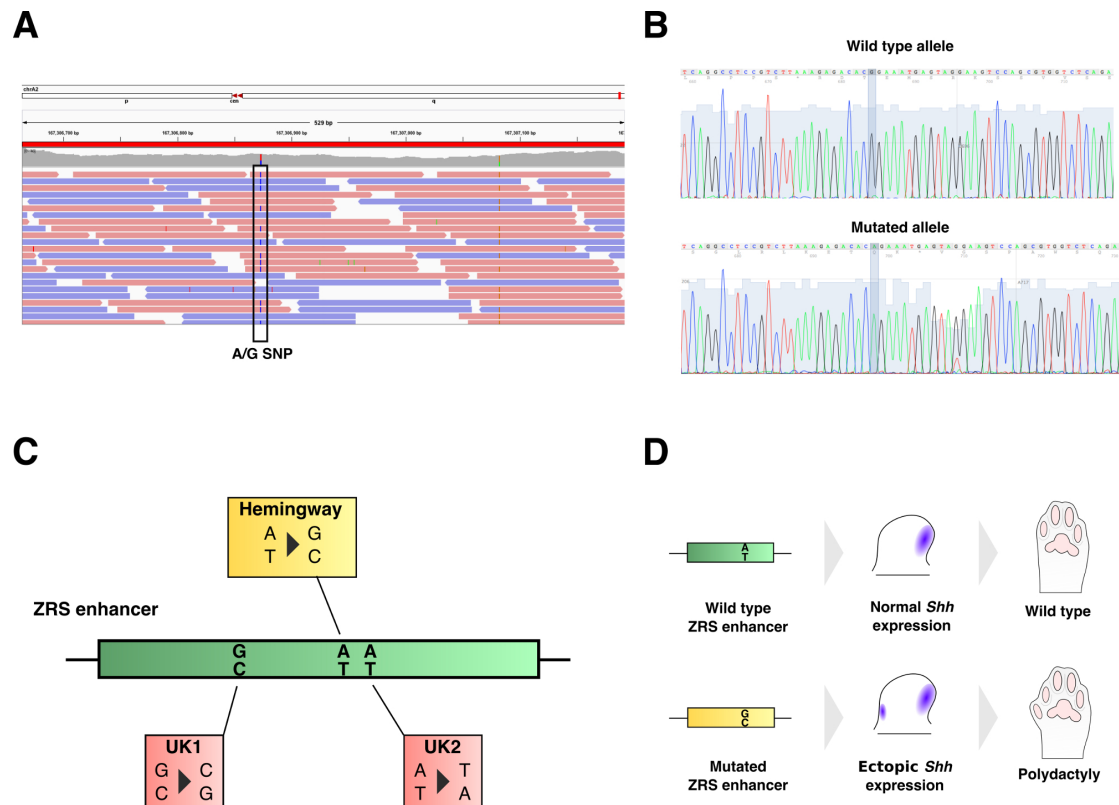 A
chrA2
p
cen
q
529 bp
167,306,700 bp
167,306,800 bp
167,306,900 bp
167,307,000 bp
167,307,100 bp
A/G SNP
B
Wild type allele
TCAGGCCTCCGTCTTAAAGAGACACGGAAATGAGTAGGAAGTCCAGCGTGGTCTCAGA
Mutated allele
TCAGGCCTCCGTCTTAAAGAGACACAGAAATGAGTAGGAAGTCCAGCGTGGTCTCAGA
C
Hemingway
A G
T C
ZRS enhancer
G A A
C T T
UK1
G C
C G
UK2
A T
T A
D
A
T
Wild type
ZRS enhancer
Normal Shh
expression
Wild type
G
C
Mutated
ZRS enhancer
Ectopic Shh
expression
Polydactyly